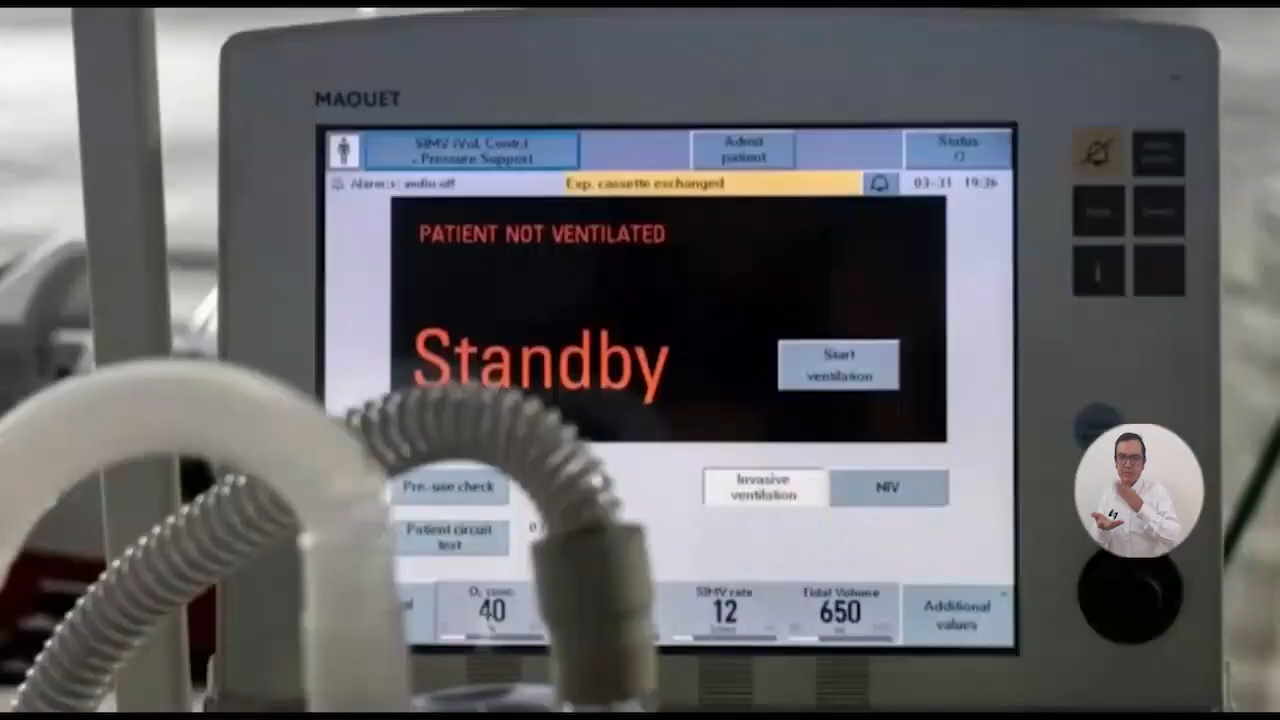 MAQUET
SIMV (Vol. Contr.)
+ Pressure Support
Admit
patient
Status
Alarms: audio off
Exp. cassette exchanged
03-31 19:36
PATIENT NOT VENTILATED
Standby
Start
ventilation
Pre-use check
Invasive
ventilation
NIV
Patient circuit
test
O₂ conc.
40
%
SIMV rate
12
Tidal Volume
650
Additional
values